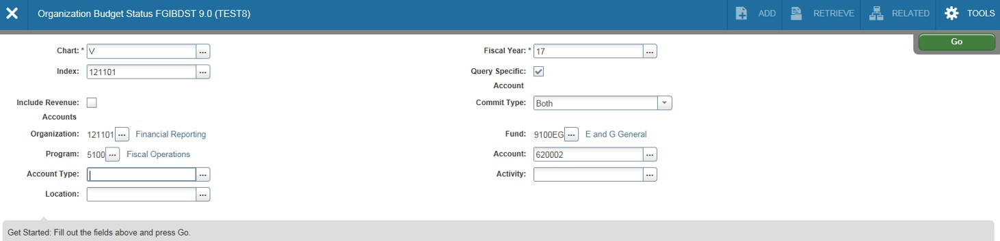 Organization Budget Status FGIBDST 9.0 (TEST8) ADD RETRIEVE RELATED TOOLS
Go
Chart: * V ... Fiscal Year: * 17 ...
Index: 121101 ... Query Specific:
Account
Include Revenue: Commit Type: Both
Accounts
Organization: 121101 ... Financial Reporting Fund: 9100EG ... E and G General
Program: 5100 ... Fiscal Operations Account: 620002 ...
Account Type: ... Activity: ...
Location: ...
Get Started: Fill out the fields above and press Go.